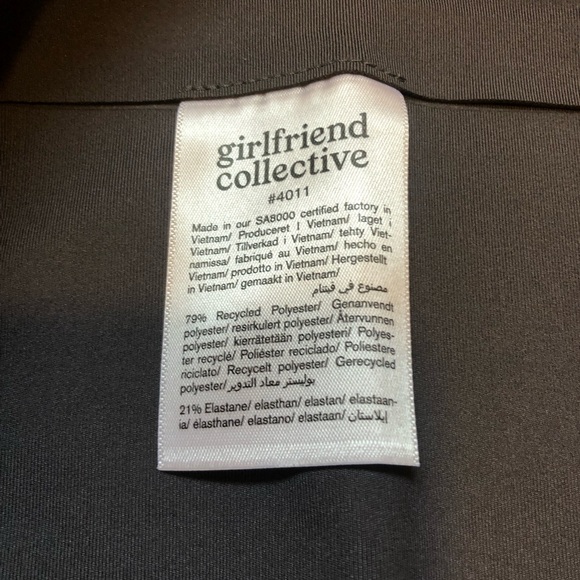 girlfriend
collective
#4011
Made in our SA8000 certified factory in
Vietnam/ Produceret I Vietnam/ laget i
Vietnam/ Tillverkad i Vietnam/ tehty Viet-
namissa/ fabriqué au Vietnam/ hecho en
Vietnam/ prodotto in Vietnam/ Hergestellt
in Vietnam/ gemaakt in Vietnam/
مصنوع في فيتنام
79% Recycled Polyester/ Genanvendt
polyester/ resirkulert polyester/ Återvunnen
polyester/ kierrätetään polyesteri/ Polyes-
ter recyclé/ Poliéster reciclado/ Poliestere
riciclato/ Recycelt polyester/ Gerecycled
polyester/ بوليستر معاد التدوير
21% Elastane/ elasthan/ elastan/ elastaan-
ia/ élasthane/ elastano/ elastaan/ إيلاستان